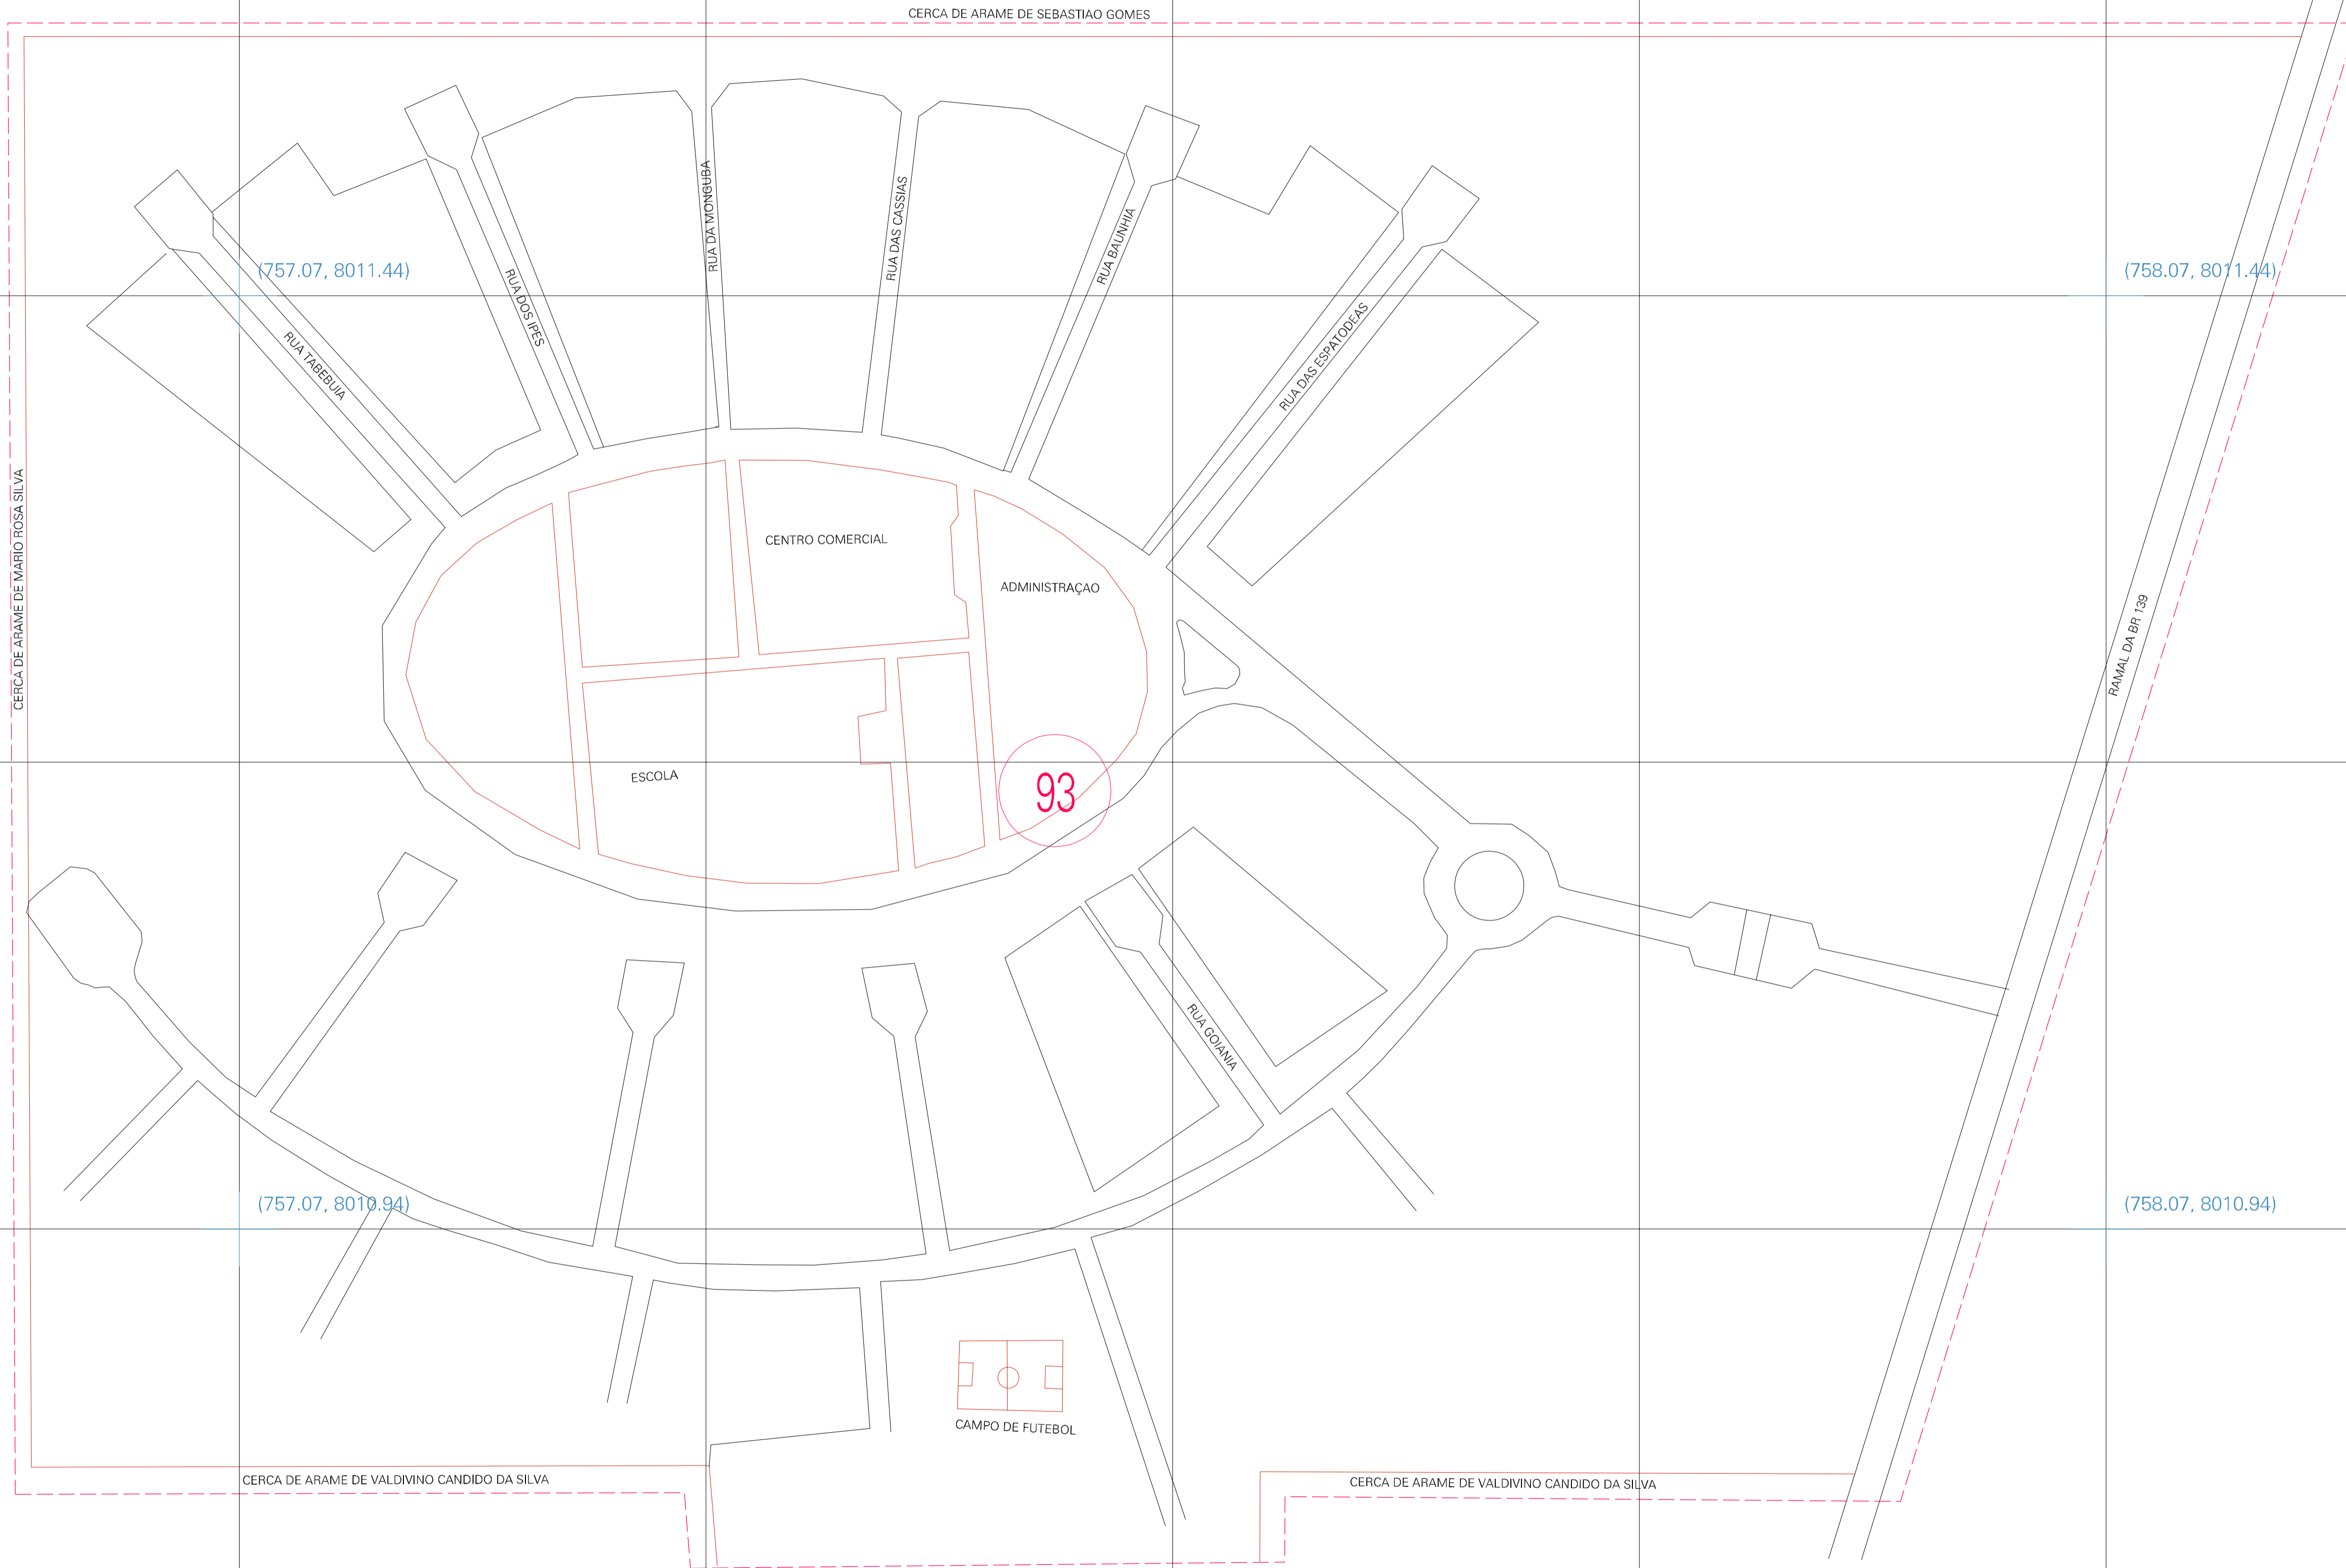 CERCA DE ARAME DE SEBASTIAO GOMES
RUA DA MONGUBA
RUA DAS CASSIAS
RUA BAUNHIA
(757.07, 8011.44)
(758.07, 8011.44)
RUA DOS IPES
RUA TABEBUIA
RUA DAS ESPATODEAS
CERCA DE ARAME DE MARIO ROSA SILVA
CENTRO COMERCIAL
ADMINISTRAÇAO
RAMAL DA BR 139
ESCOLA
93
RUA GOIANIA
(757.07, 8010.94)
(758.07, 8010.94)
CAMPO DE FUTEBOL
CERCA DE ARAME DE VALDIVINO CANDIDO DA SILVA
CERCA DE ARAME DE VALDIVINO CANDIDO DA SILVA